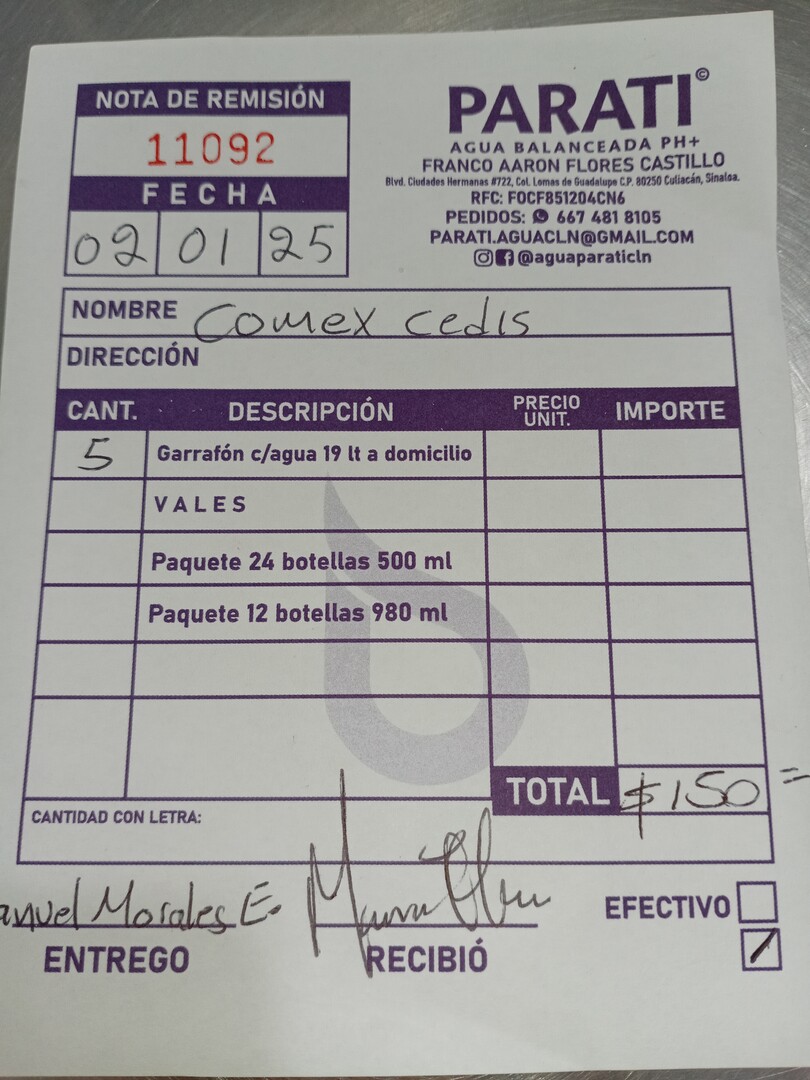 NOTA DE REMISIÓN
11092
FECHA
02 01 25
PARATI©
AGUA BALANCEADA PH+
FRANCO AARON FLORES CASTILLO
Blvd. Ciudades Hermanas #722, Col. Lomas de Guadalupe C.P. 80250 Culiacán, Sinaloa.
RFC: FOCF851204CN6
PEDIDOS: 667 481 8105
PARATI.AGUACLN@GMAIL.COM
@aguaparaticln
NOMBRE Comex cedis
DIRECCIÓN
CANT. DESCRIPCIÓN PRECIO UNIT. IMPORTE
5 Garrafón c/agua 19 lt a domicilio
VALES
Paquete 24 botellas 500 ml
Paquete 12 botellas 980 ml
TOTAL $150=
CANTIDAD CON LETRA:
anuel Morales E.
ENTREGO RECIBIÓ EFECTIVO